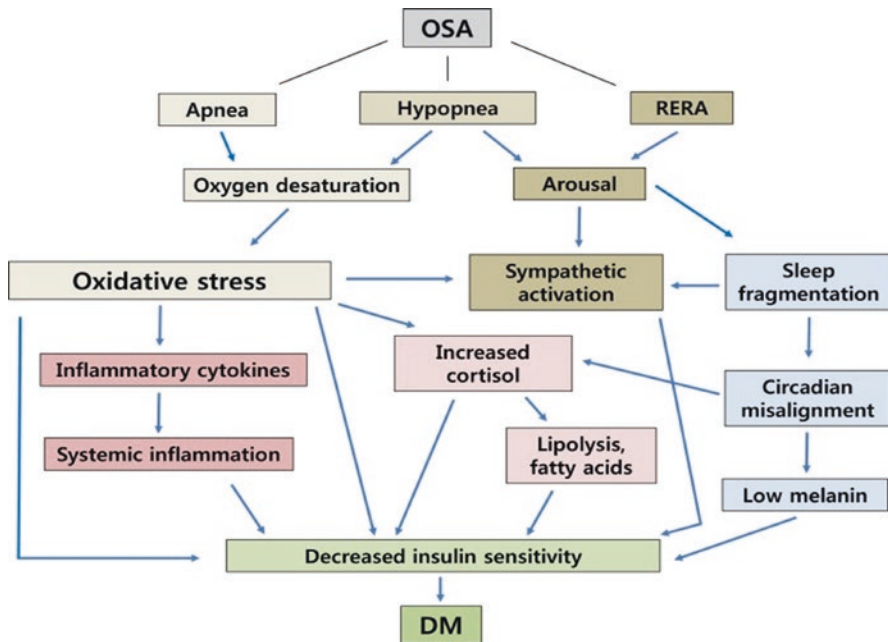 OSA
Apnea
Hypopnea
RERA
Oxygen desaturation
Arousal
Oxidative stress
Sympathetic
activation
Sleep
fragmentation
Inflammatory cytokines
Increased
cortisol
Circadian
misalignment
Systemic inflammation
Lipolysis,
fatty acids
Low melanin
Decreased insulin sensitivity
DM